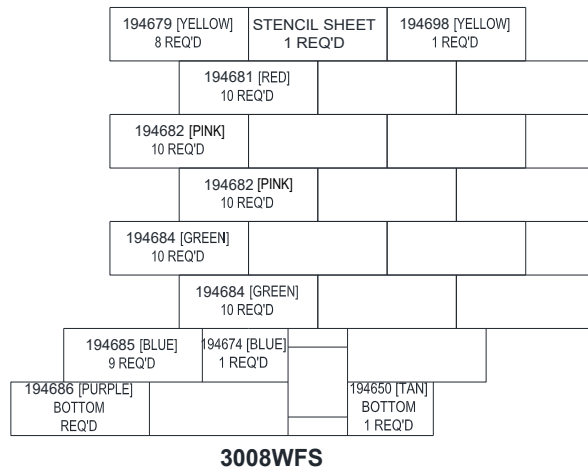 194679 [YELLOW]
8 REQ'D
STENCIL SHEET
1 REQ'D
194698 [YELLOW]
1 REQ'D
194681 [RED]
10 REQ'D
194682 [PINK]
10 REQ'D
194682 [PINK]
10 REQ'D
194684 [GREEN]
10 REQ'D
194684 [GREEN]
10 REQ'D
194685 [BLUE]
9 REQ'D
194674 [BLUE]
1 REQ'D
194686 [PURPLE]
BOTTOM
REQ'D
194650 [TAN]
BOTTOM
1 REQ'D
3008WFS